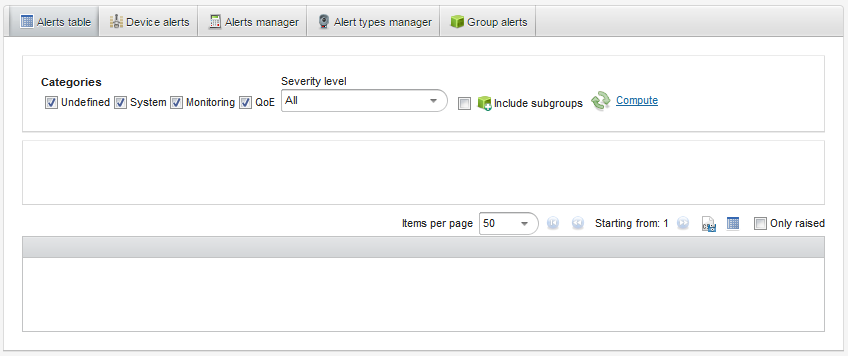 Alerts table Device alerts Alerts manager Alert types manager Group alerts
Categories Severity level
Undefined System Monitoring QoE All Include subgroups Compute
Items per page 50 Starting from: 1 Only raised